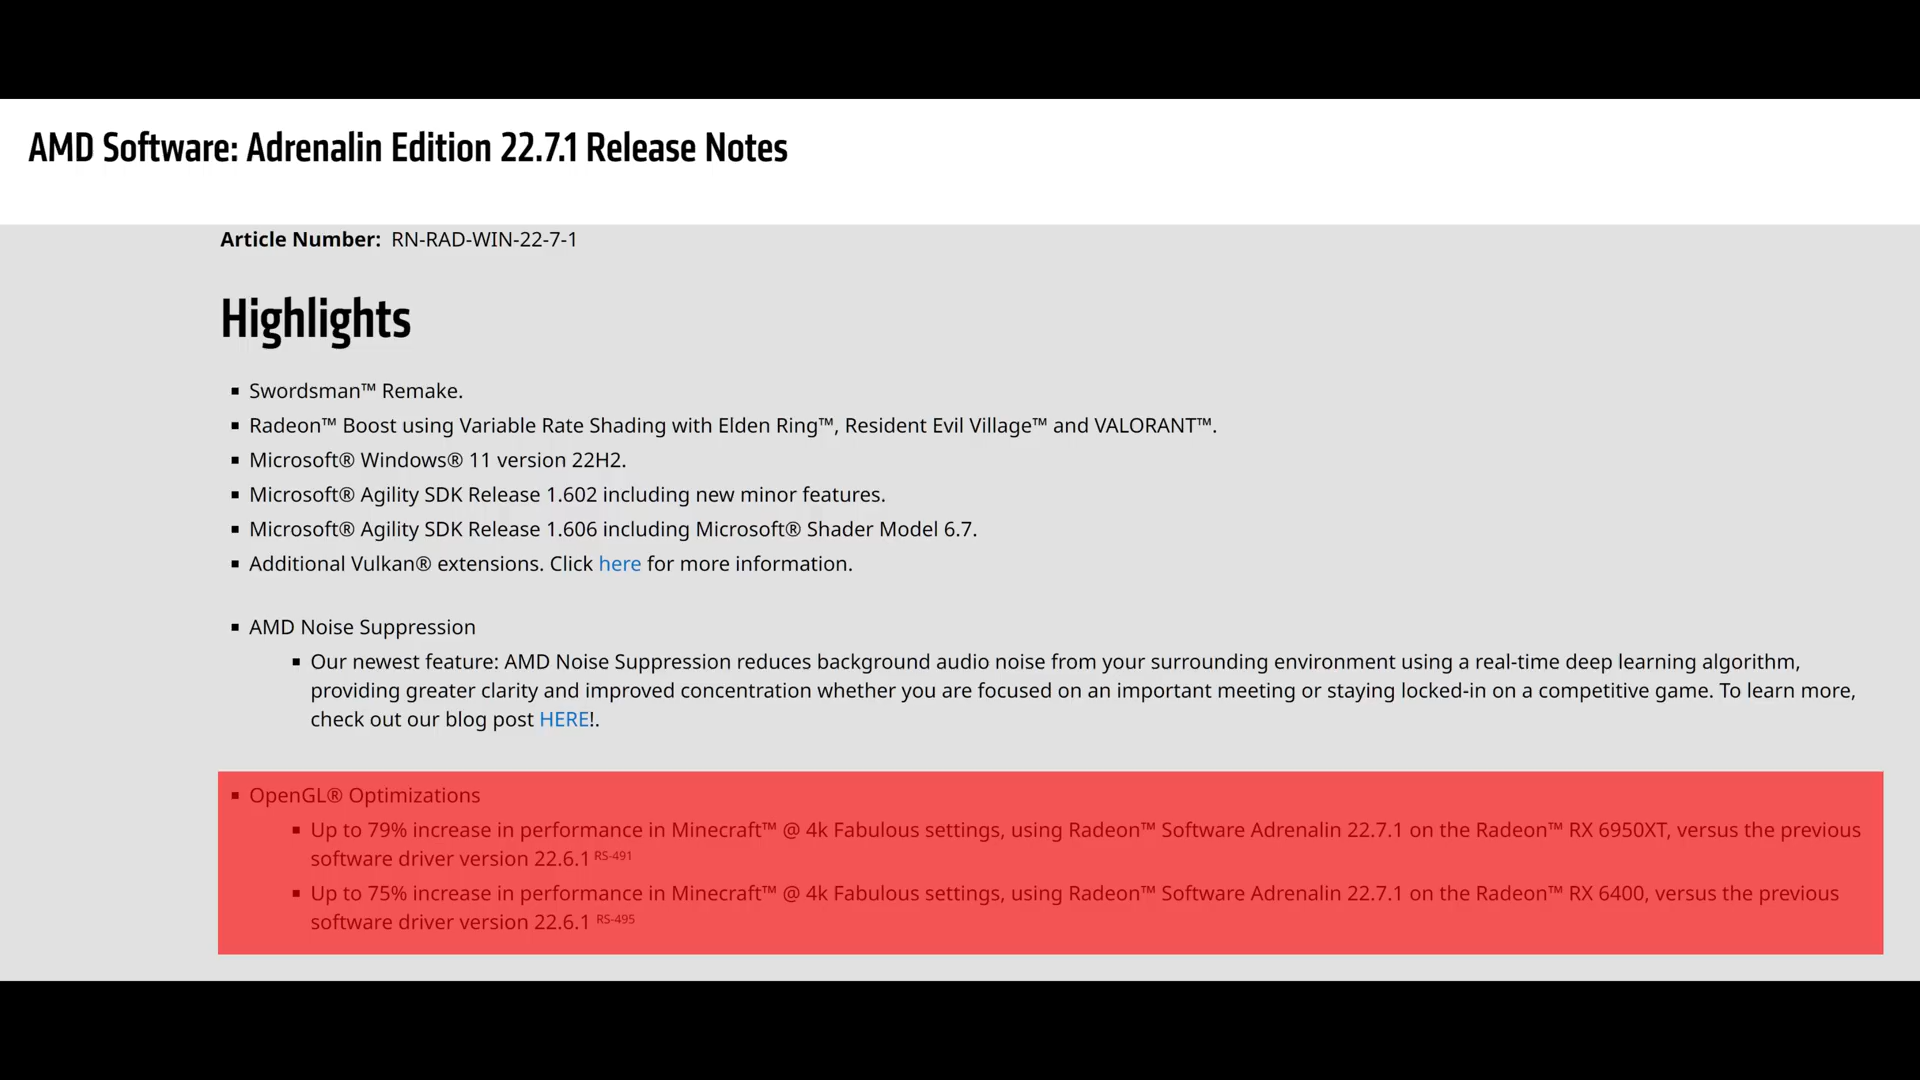 AMD Software: Adrenalin Edition 22.7.1 Release Notes
Article Number: RN-RAD-WIN-22-7-1
Highlights
▪ Swordsman™ Remake.
▪ Radeon™ Boost using Variable Rate Shading with Elden Ring™, Resident Evil Village™ and VALORANT™.
▪ Microsoft® Windows® 11 version 22H2.
▪ Microsoft® Agility SDK Release 1.602 including new minor features.
▪ Microsoft® Agility SDK Release 1.606 including Microsoft® Shader Model 6.7.
▪ Additional Vulkan® extensions. Click here for more information.
▪ AMD Noise Suppression
▪ Our newest feature: AMD Noise Suppression reduces background audio noise from your surrounding environment using a real-time deep learning algorithm,
providing greater clarity and improved concentration whether you are focused on an important meeting or staying locked-in on a competitive game. To learn more,
check out our blog post HERE!.
▪ OpenGL® Optimizations
▪ Up to 79% increase in performance in Minecraft™ @ 4k Fabulous settings, using Radeon™ Software Adrenalin 22.7.1 on the Radeon™ RX 6950XT, versus the previous
software driver version 22.6.1 RS-491
▪ Up to 75% increase in performance in Minecraft™ @ 4k Fabulous settings, using Radeon™ Software Adrenalin 22.7.1 on the Radeon™ RX 6400, versus the previous
software driver version 22.6.1 RS-495